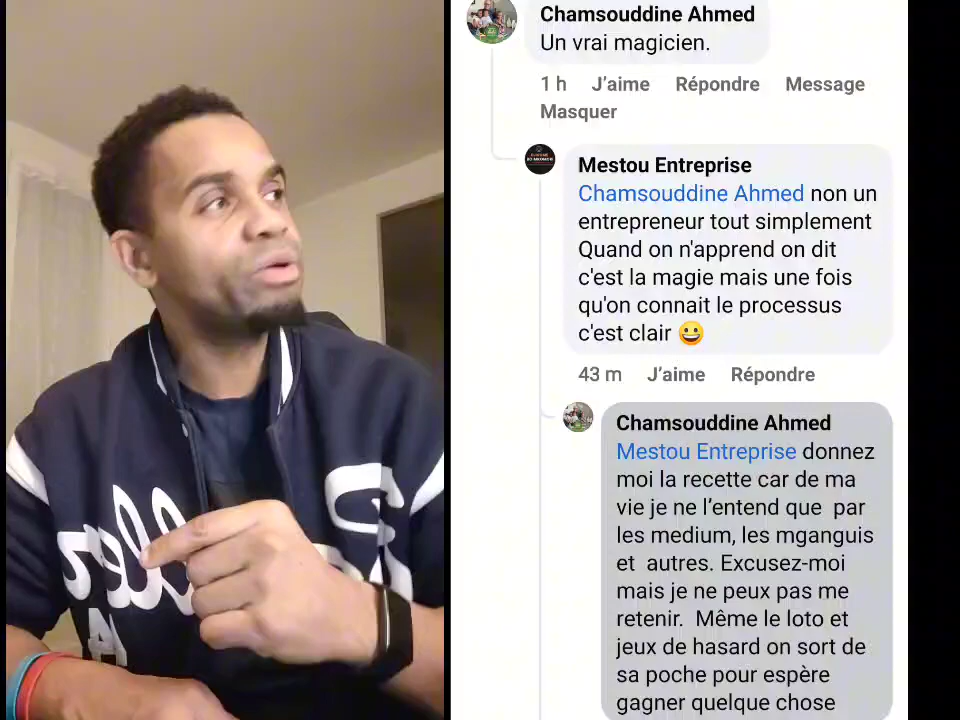 Chamsouddine Ahmed
Un vrai magicien.
1 h J'aime Répondre Message
Masquer
Mestou Entreprise
Chamsouddine Ahmed non un
entrepreneur tout simplement
Quand on n'apprend on dit
c'est la magie mais une fois
qu'on connait le processus
c'est clair 😀
43 m J'aime Répondre
Chamsouddine Ahmed
Mestou Entreprise donnez
moi la recette car de ma
vie je ne l'entend que par
les medium, les mganguis
et autres. Excusez-moi
mais je ne peux pas me
retenir. Même le loto et
jeux de hasard on sort de
sa poche pour espère
gagner quelque chose